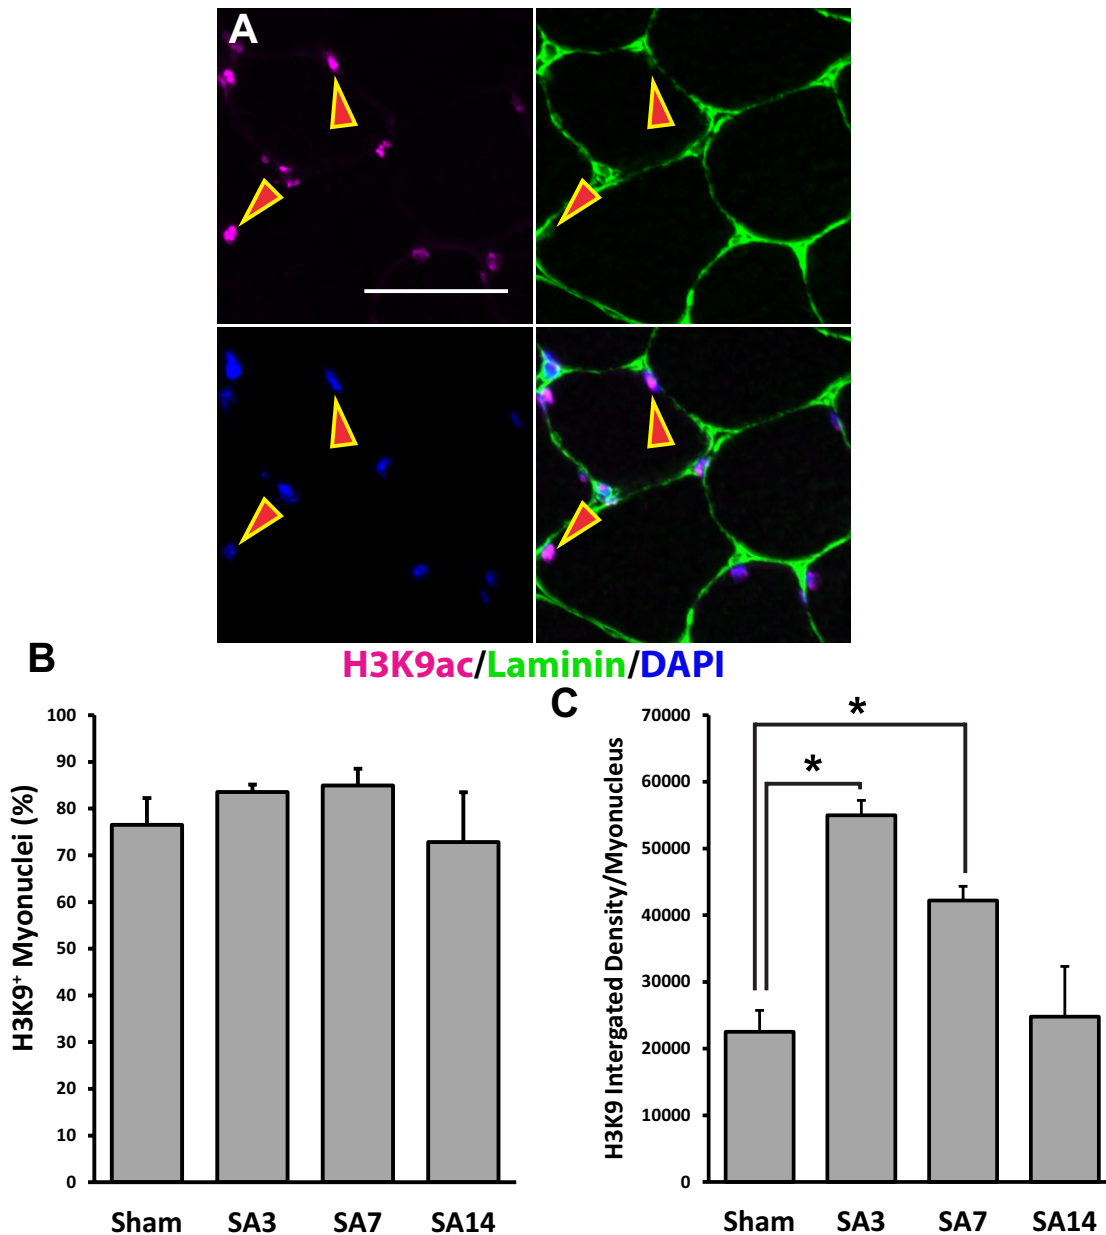 A
H3K9ac/Laminin/DAPI
B
H3K9+ Myonuclei (%)
100
90
80
70
60
50
40
30
20
10
0
Sham SA3 SA7 SA14
C
H3K9 Intergated Density/Myonucleus
70000
60000
50000
40000
30000
20000
10000
0
*
*
Sham SA3 SA7 SA14